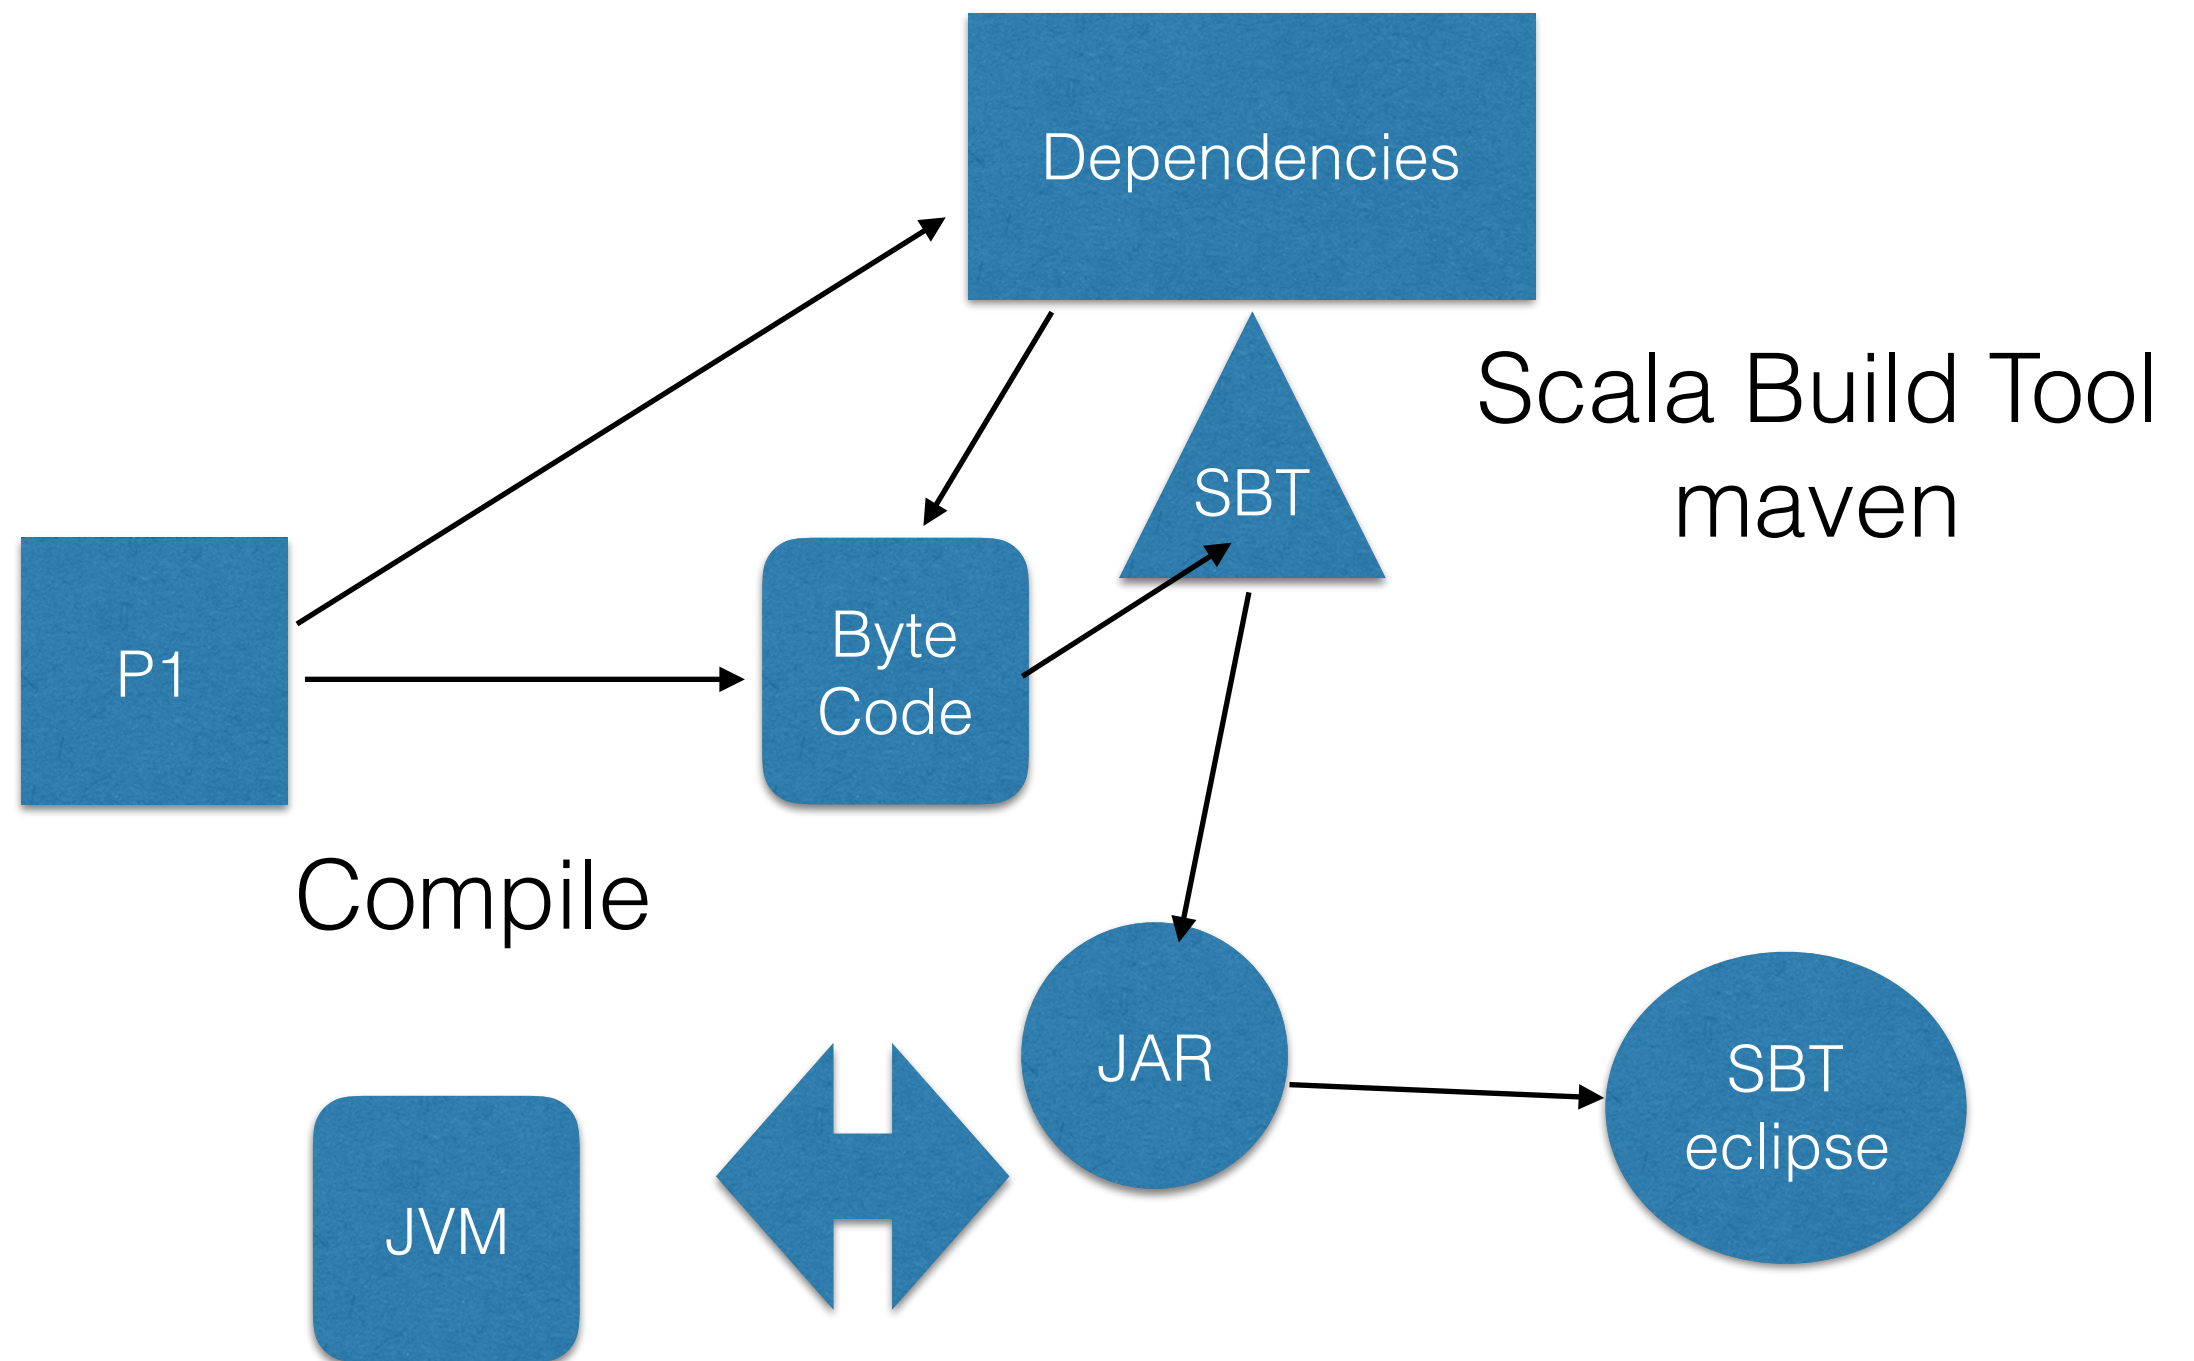 Dependencies
Scala Build Tool
maven
SBT
P1
Byte
Code
Compile
JAR
SBT
eclipse
JVM